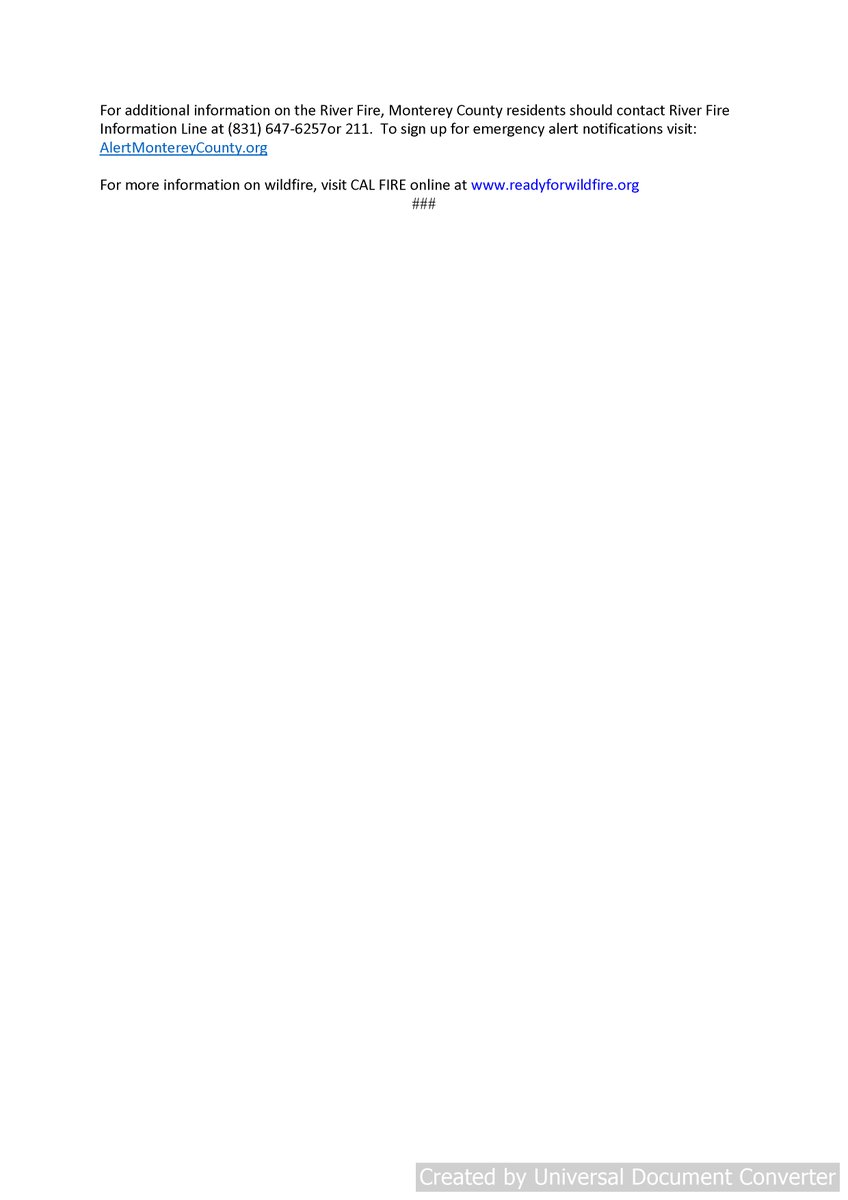 For additional information on the River Fire, Monterey County residents should contact River Fire
Information Line at (831) 647-6257or 211.  To sign up for emergency alert notifications visit:
AlertMontereyCounty.org
For more information on wildfire, visit CAL FIRE online at www.readyforwildfire.org
###
Created by Universal Document Converter